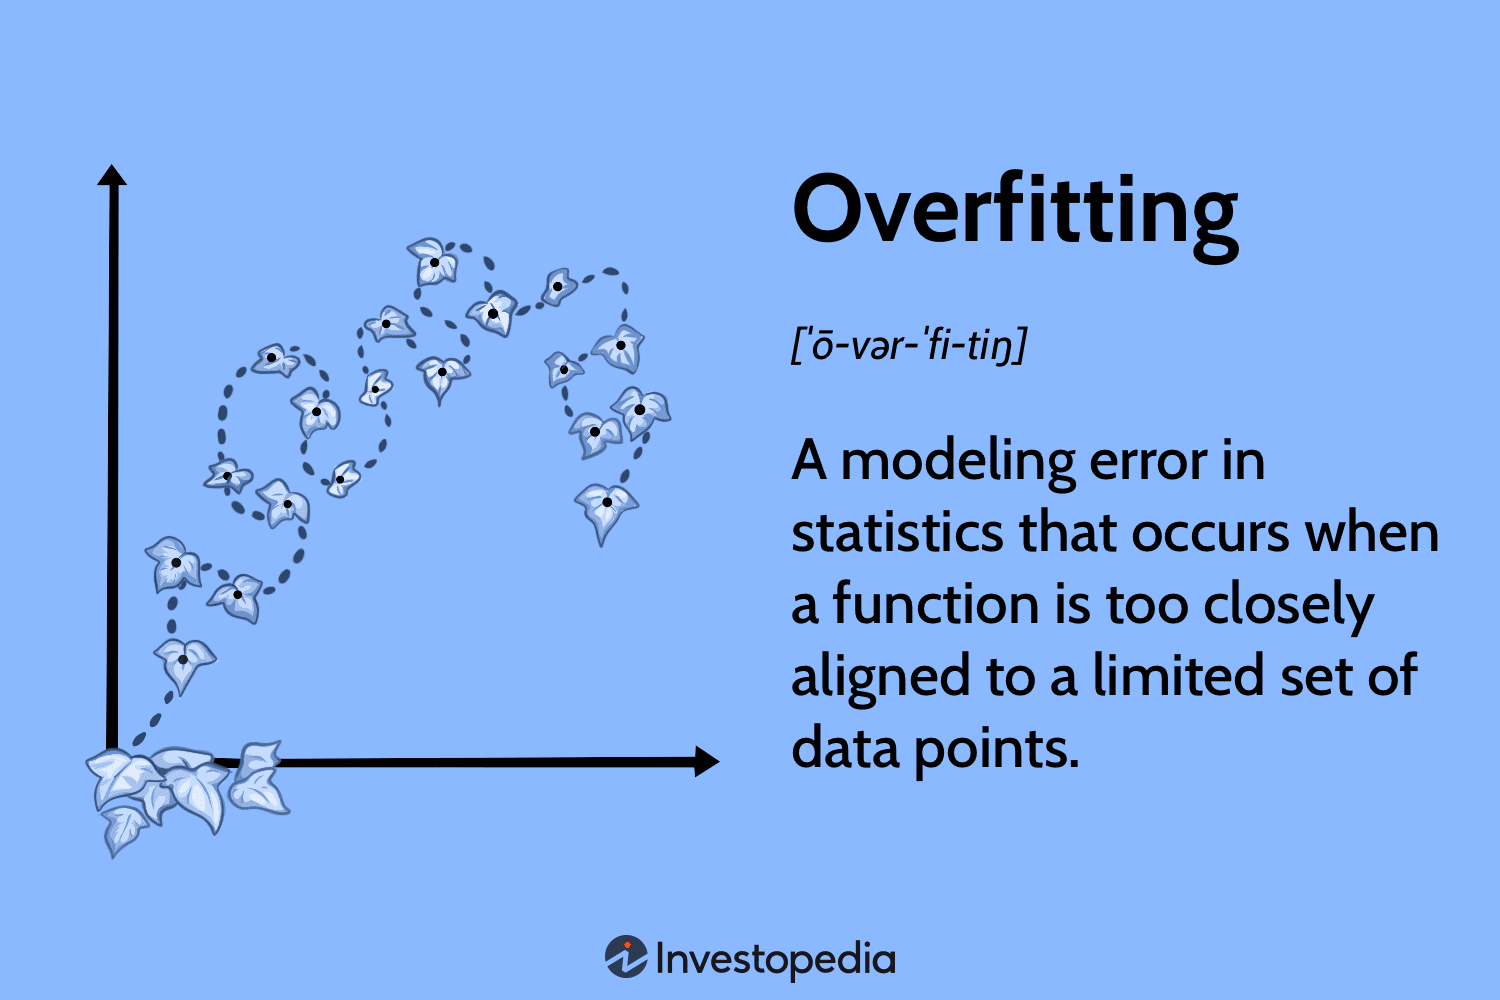 Overfitting
[ˈō-vər-ˈfi-tiŋ]
A modeling error in
statistics that occurs when
a function is too closely
aligned to a limited set of
data points.
Investopedia